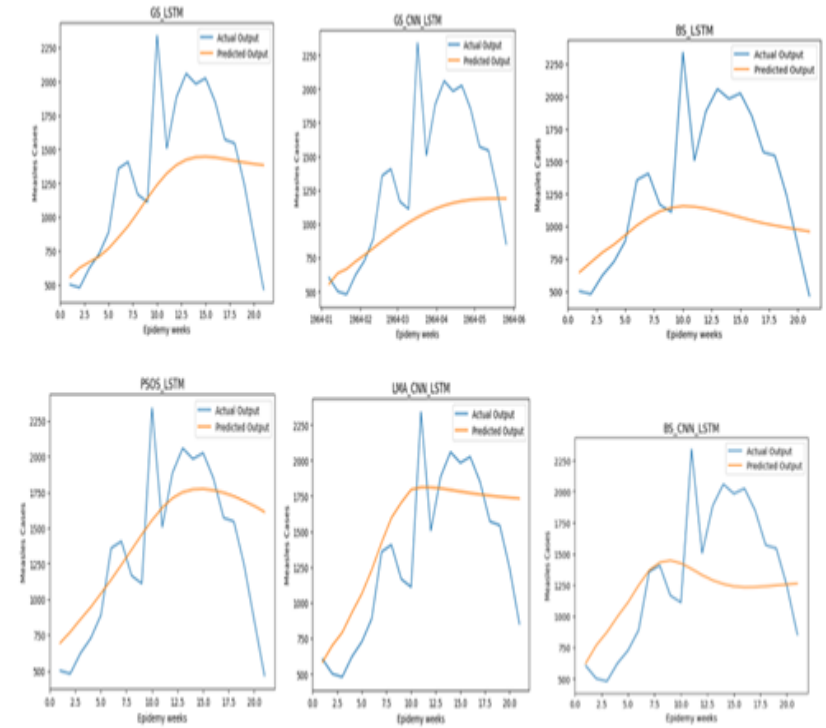 GS_LSTM
Actual Output
Predicted Output
2250
2000
1750
1500
1250
1000
750
500
Measles Cases
0.0 2.5 5.0 7.5 10.0 12.5 15.0 17.5 20.0
Epidemy weeks
GS_CNN_LSTM
Actual Output
Predicted Output
2250
2000
1750
1500
1250
1000
750
500
Measles Cases
1964-01 1964-02 1964-03 1964-04 1964-05 1964-06
Epidemy weeks
BS_LSTM
Actual Output
Predicted Output
2250
2000
1750
1500
1250
1000
750
500
Measles Cases
0.0 2.5 5.0 7.5 10.0 12.5 15.0 17.5 20.0
Epidemy weeks
PSOS_LSTM
Actual Output
Predicted Output
2250
2000
1750
1500
1250
1000
750
500
Measles Cases
0.0 2.5 5.0 7.5 10.0 12.5 15.0 17.5 20.0
Epidemy weeks
LMA_CNN_LSTM
Actual Output
Predicted Output
2250
2000
1750
1500
1250
1000
750
500
Measles Cases
0.0 2.5 5.0 7.5 10.0 12.5 15.0 17.5 20.0
Epidemy weeks
BS_CNN_LSTM
Actual Output
Predicted Output
2250
2000
1750
1500
1250
1000
750
500
Measles Cases
0.0 2.5 5.0 7.5 10.0 12.5 15.0 17.5 20.0
Epidemy weeks